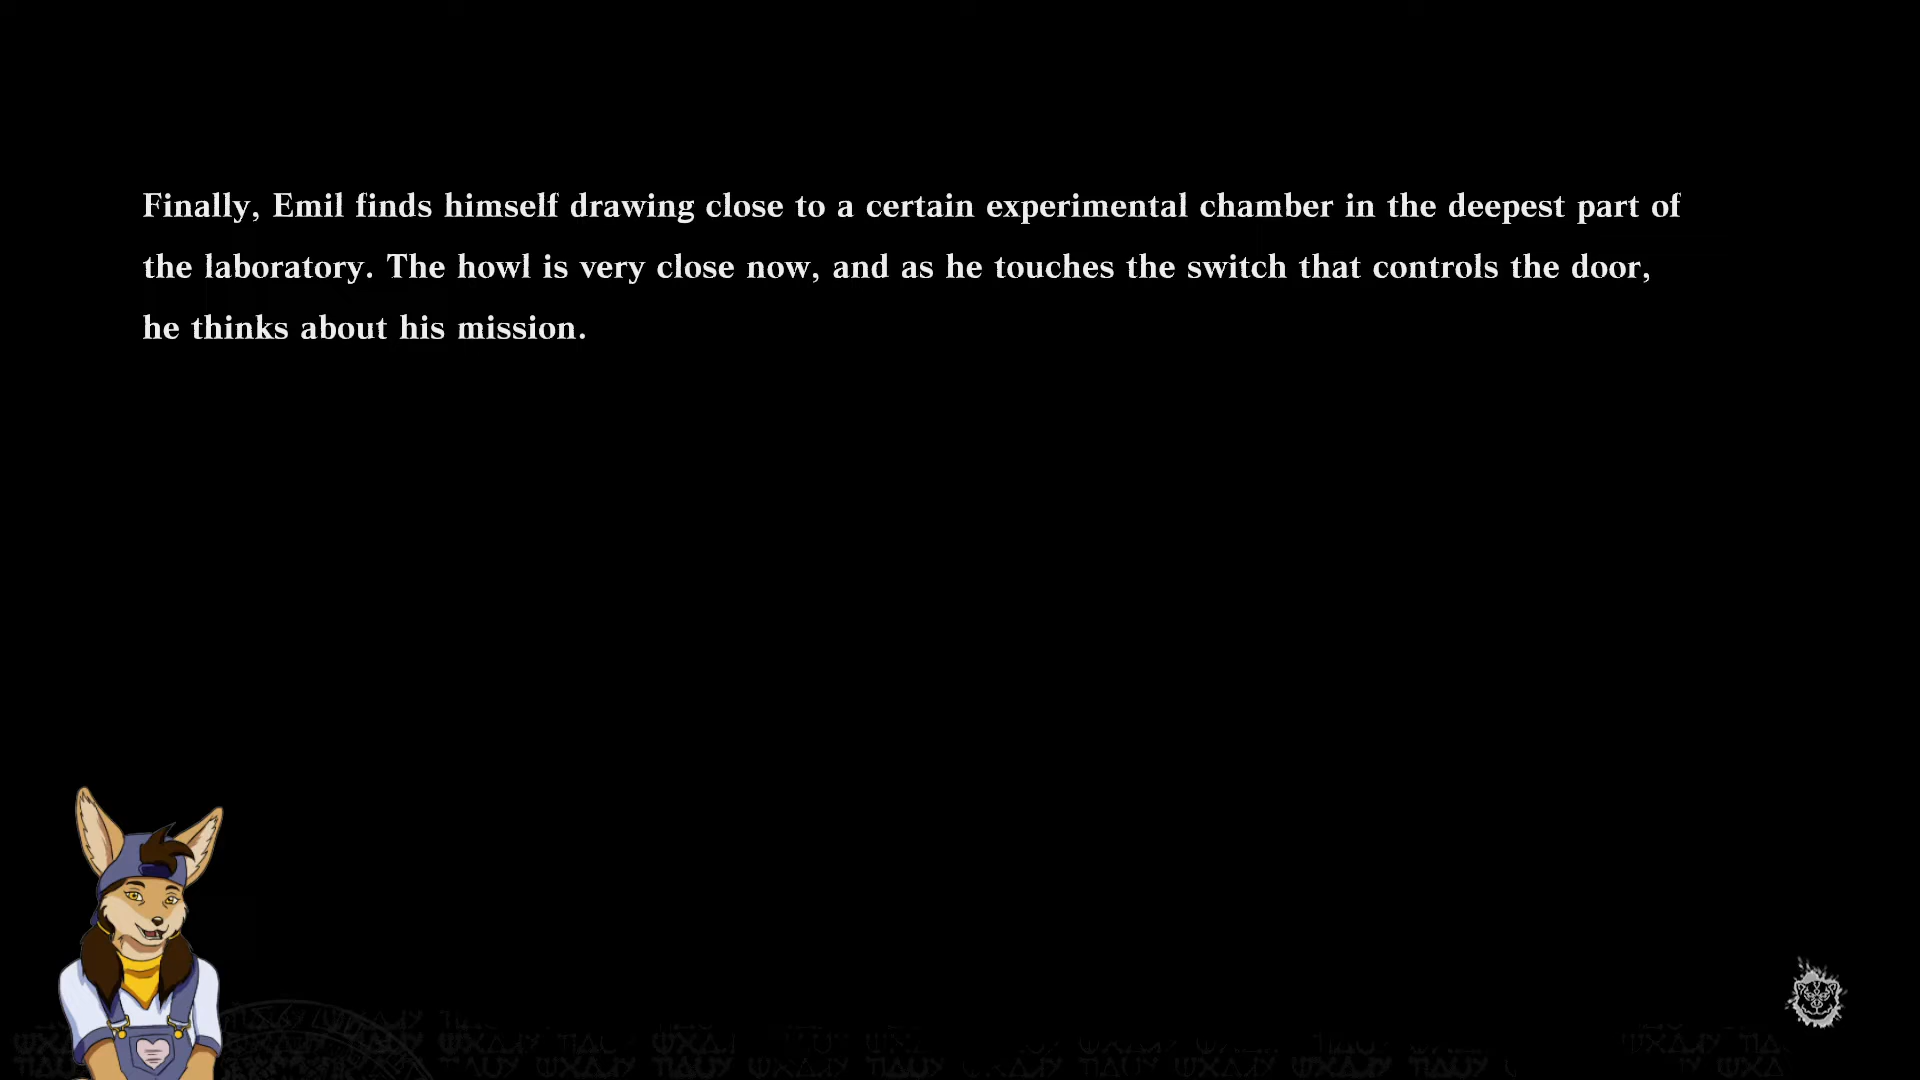 Finally, Emil finds himself drawing close to a certain experimental chamber in the deepest part of
the laboratory. The howl is very close now, and as he touches the switch that controls the door,
he thinks about his mission.